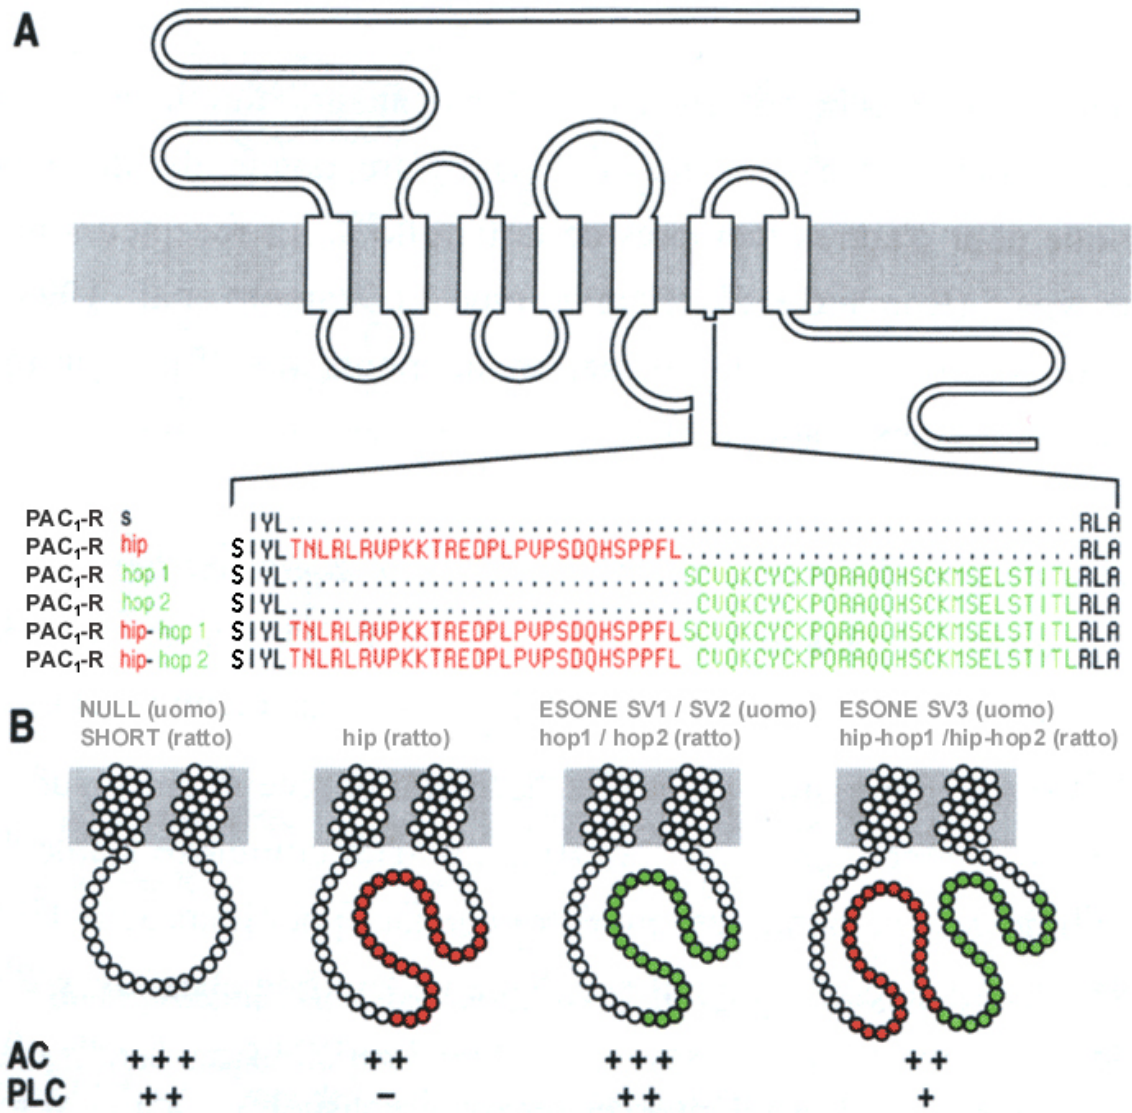 A
PAC₁-R s IYL........................................................RLA
PAC₁-R hip SIYLTNLRLRVPKKTREDPLPVPSDQHSPPFL............................RLA
PAC₁-R hop 1 SIYL............................SCVQKCYCKPQRAQQHSCKMSELSTITLRLA
PAC₁-R hop 2 SIYL............................ CVQKCYCKPQRAQQHSCKMSELSTITLRLA
PAC₁-R hip- hop 1 SIYLTNLRLRVPKKTREDPLPVPSDQHSPPFLSCVQKCYCKPQRAQQHSCKMSELSTITLRLA
PAC₁-R hip- hop 2 SIYLTNLRLRVPKKTREDPLPVPSDQHSPPFL CVQKCYCKPQRAQQHSCKMSELSTITLRLA
B
NULL (uomo)
SHORT (ratto)
hip (ratto)
ESONE SV1 / SV2 (uomo)
hop1 / hop2 (ratto)
ESONE SV3 (uomo)
hip-hop1 /hip-hop2 (ratto)
AC +++ ++ +++ ++
PLC ++ − ++ +